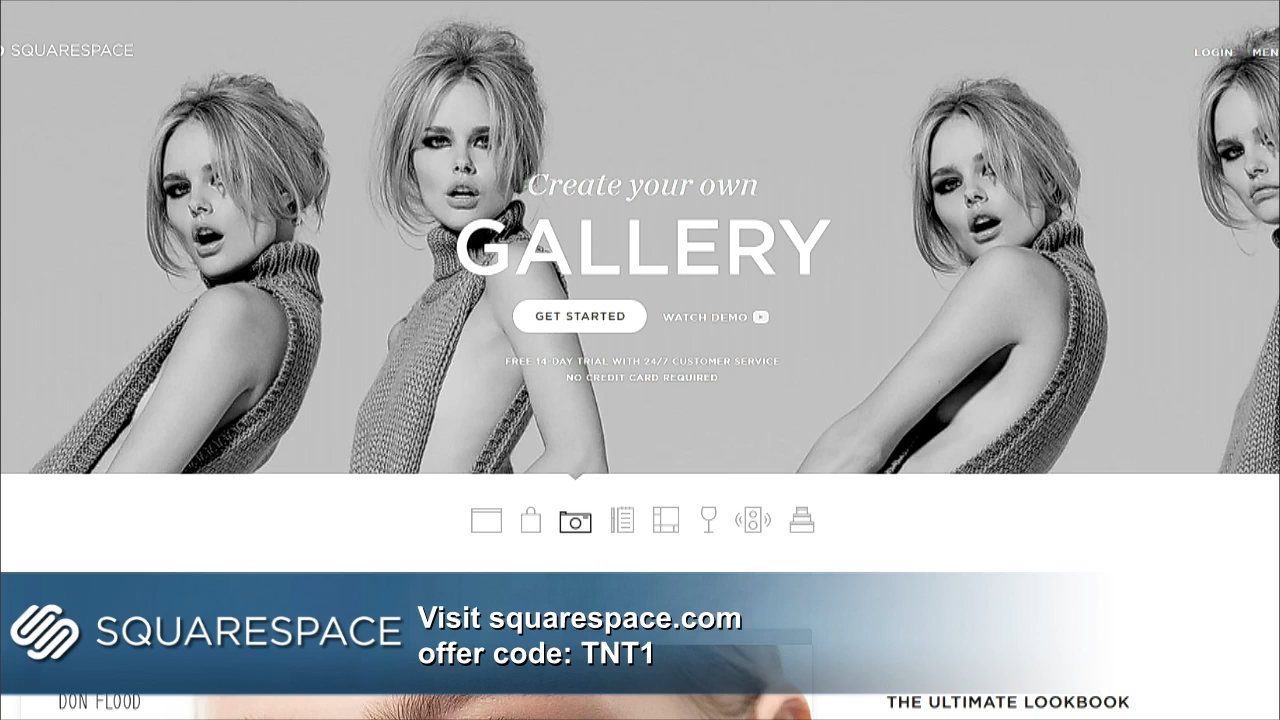 SQUARESPACE
LOGIN
Create your own
GALLERY
GET STARTED
WATCH DEMO
FREE 14-DAY TRIAL WITH 24/7 CUSTOMER SERVICE
NO CREDIT CARD REQUIRED
SQUARESPACE
Visit squarespace.com
offer code: TNT1
DON FLOOD
THE ULTIMATE LOOKBOOK